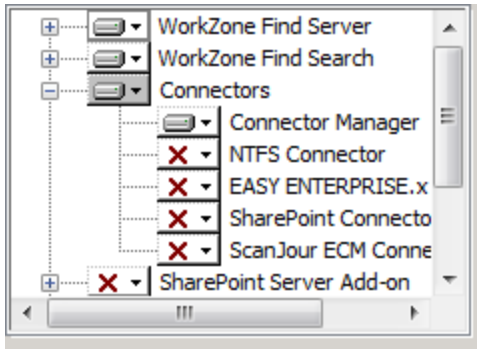 WorkZone Find Server
WorkZone Find Search
Connectors
Connector Manager
NTFS Connector
EASY ENTERPRISE.x
SharePoint Connecto
ScanJour ECM Conne
SharePoint Server Add-on